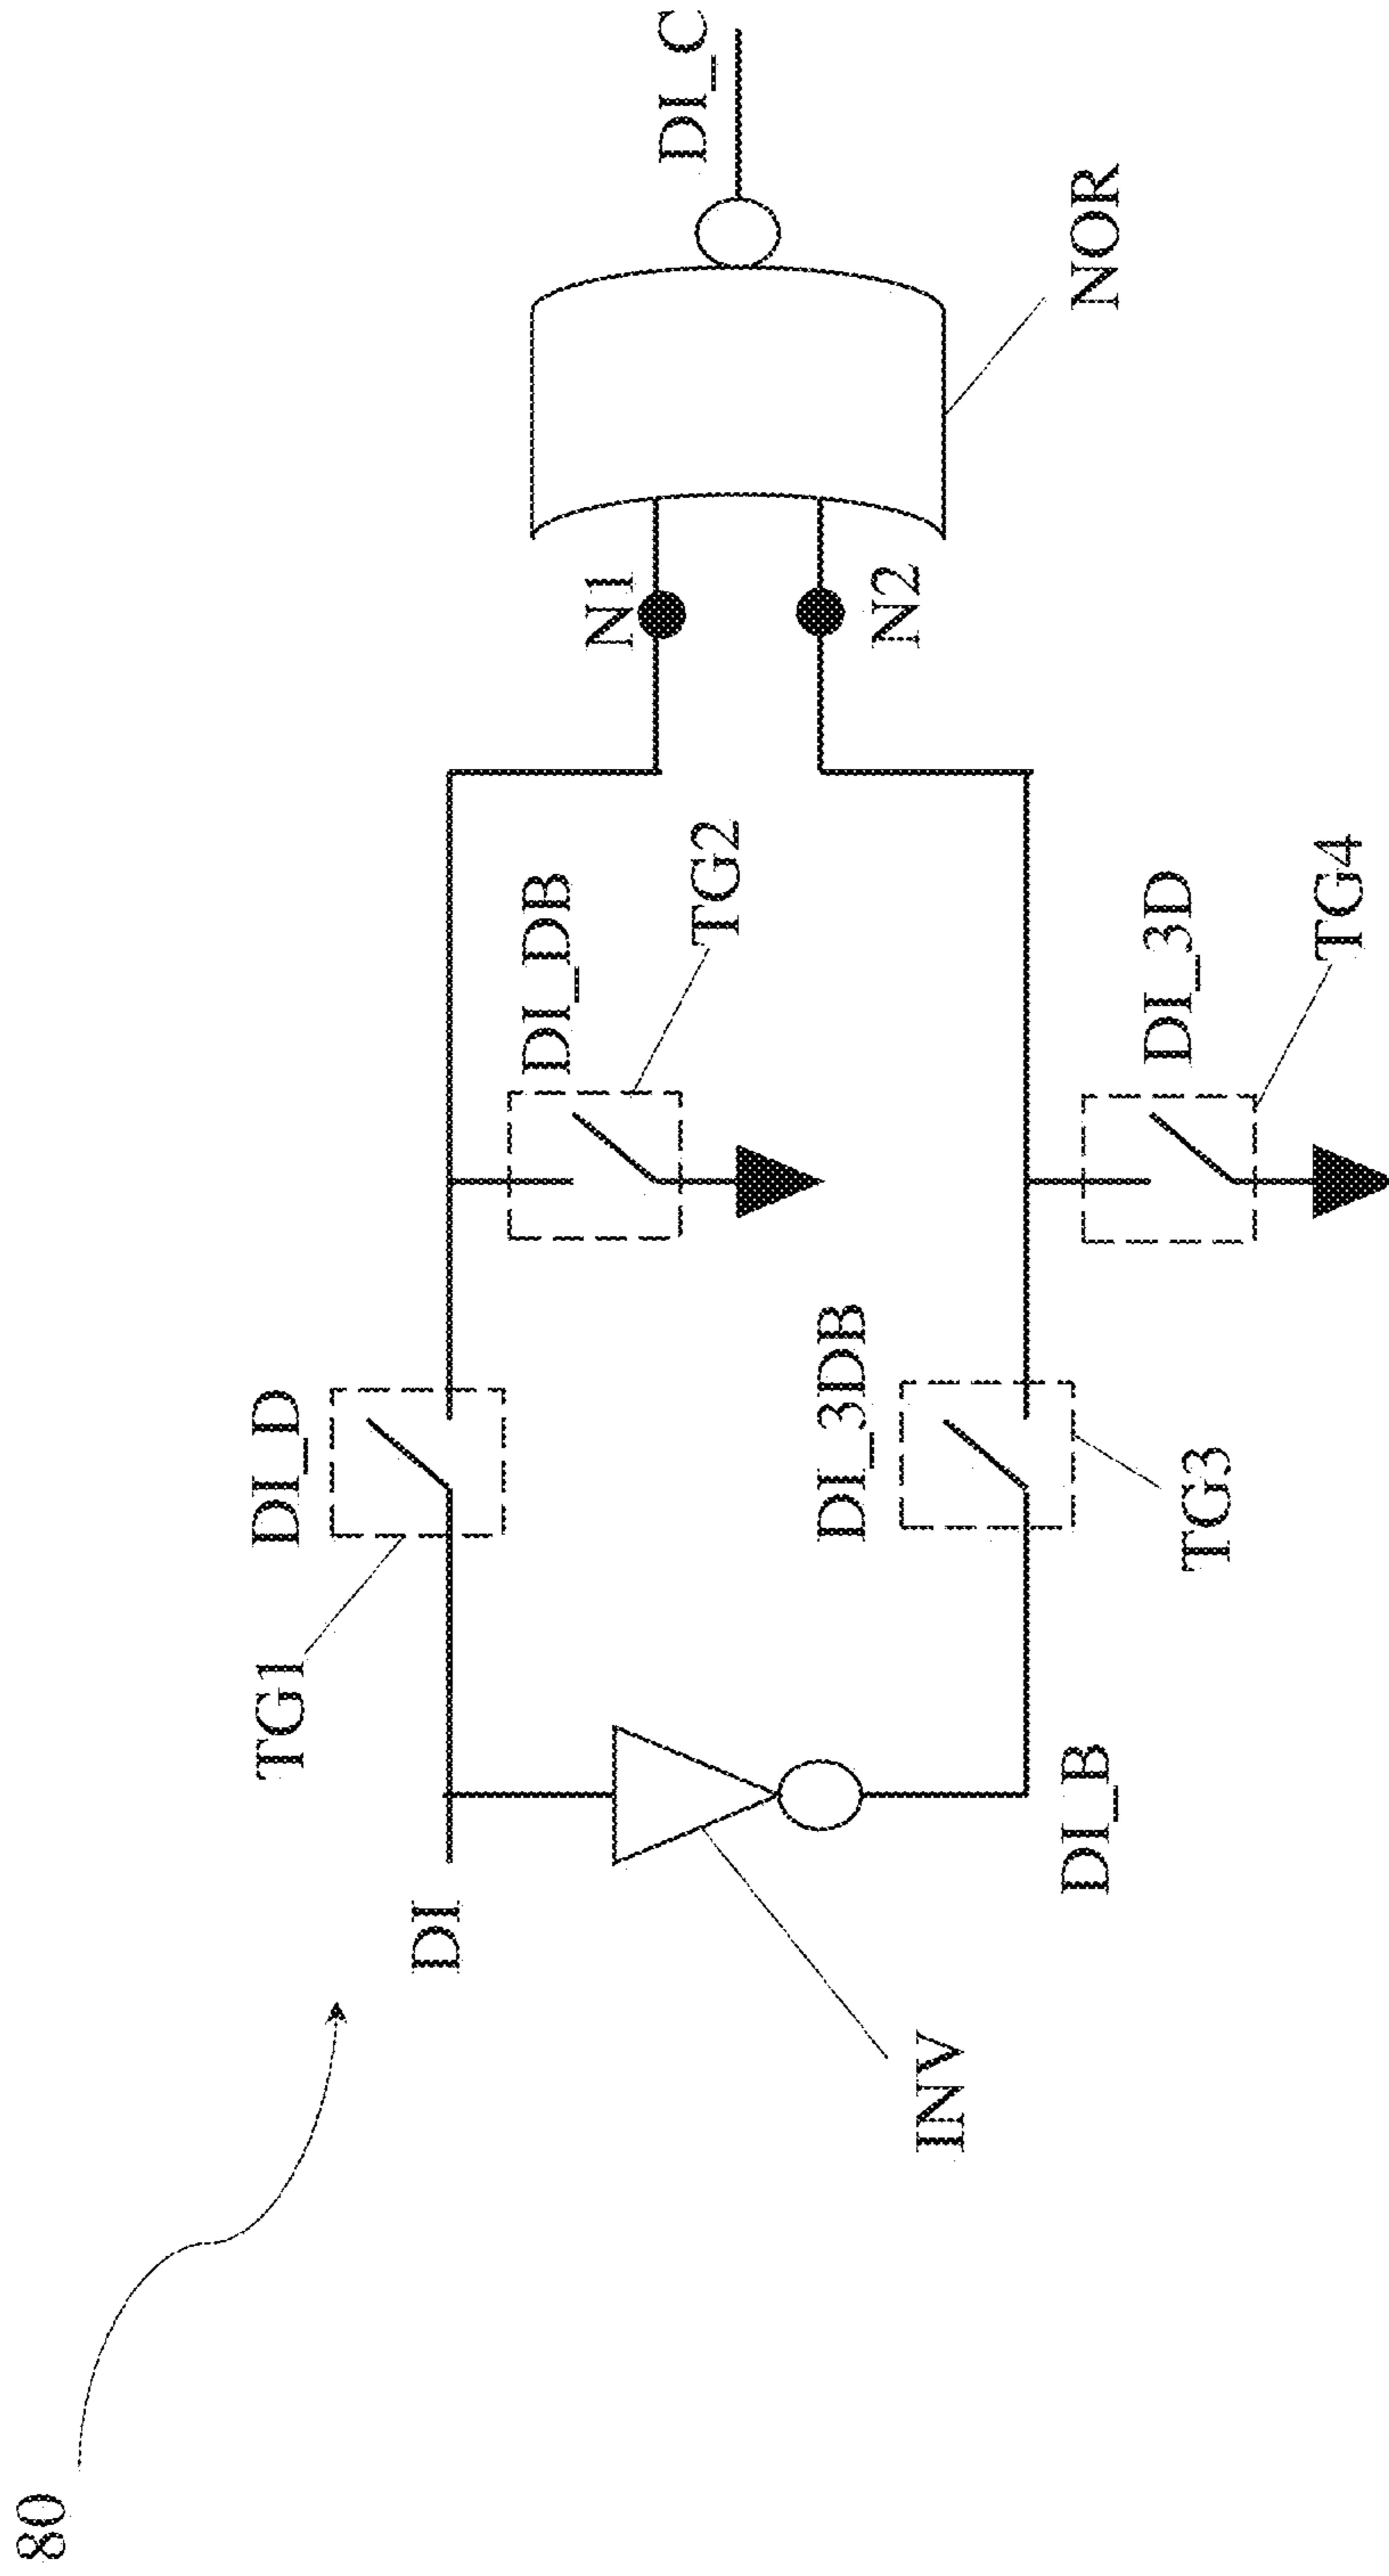 80
DI
TG1
DI_D
INV
DI_B
DI_DB
TG2
DI_3DB
TG3
DI_3D
TG4
N1
N2
NOR
DI_C